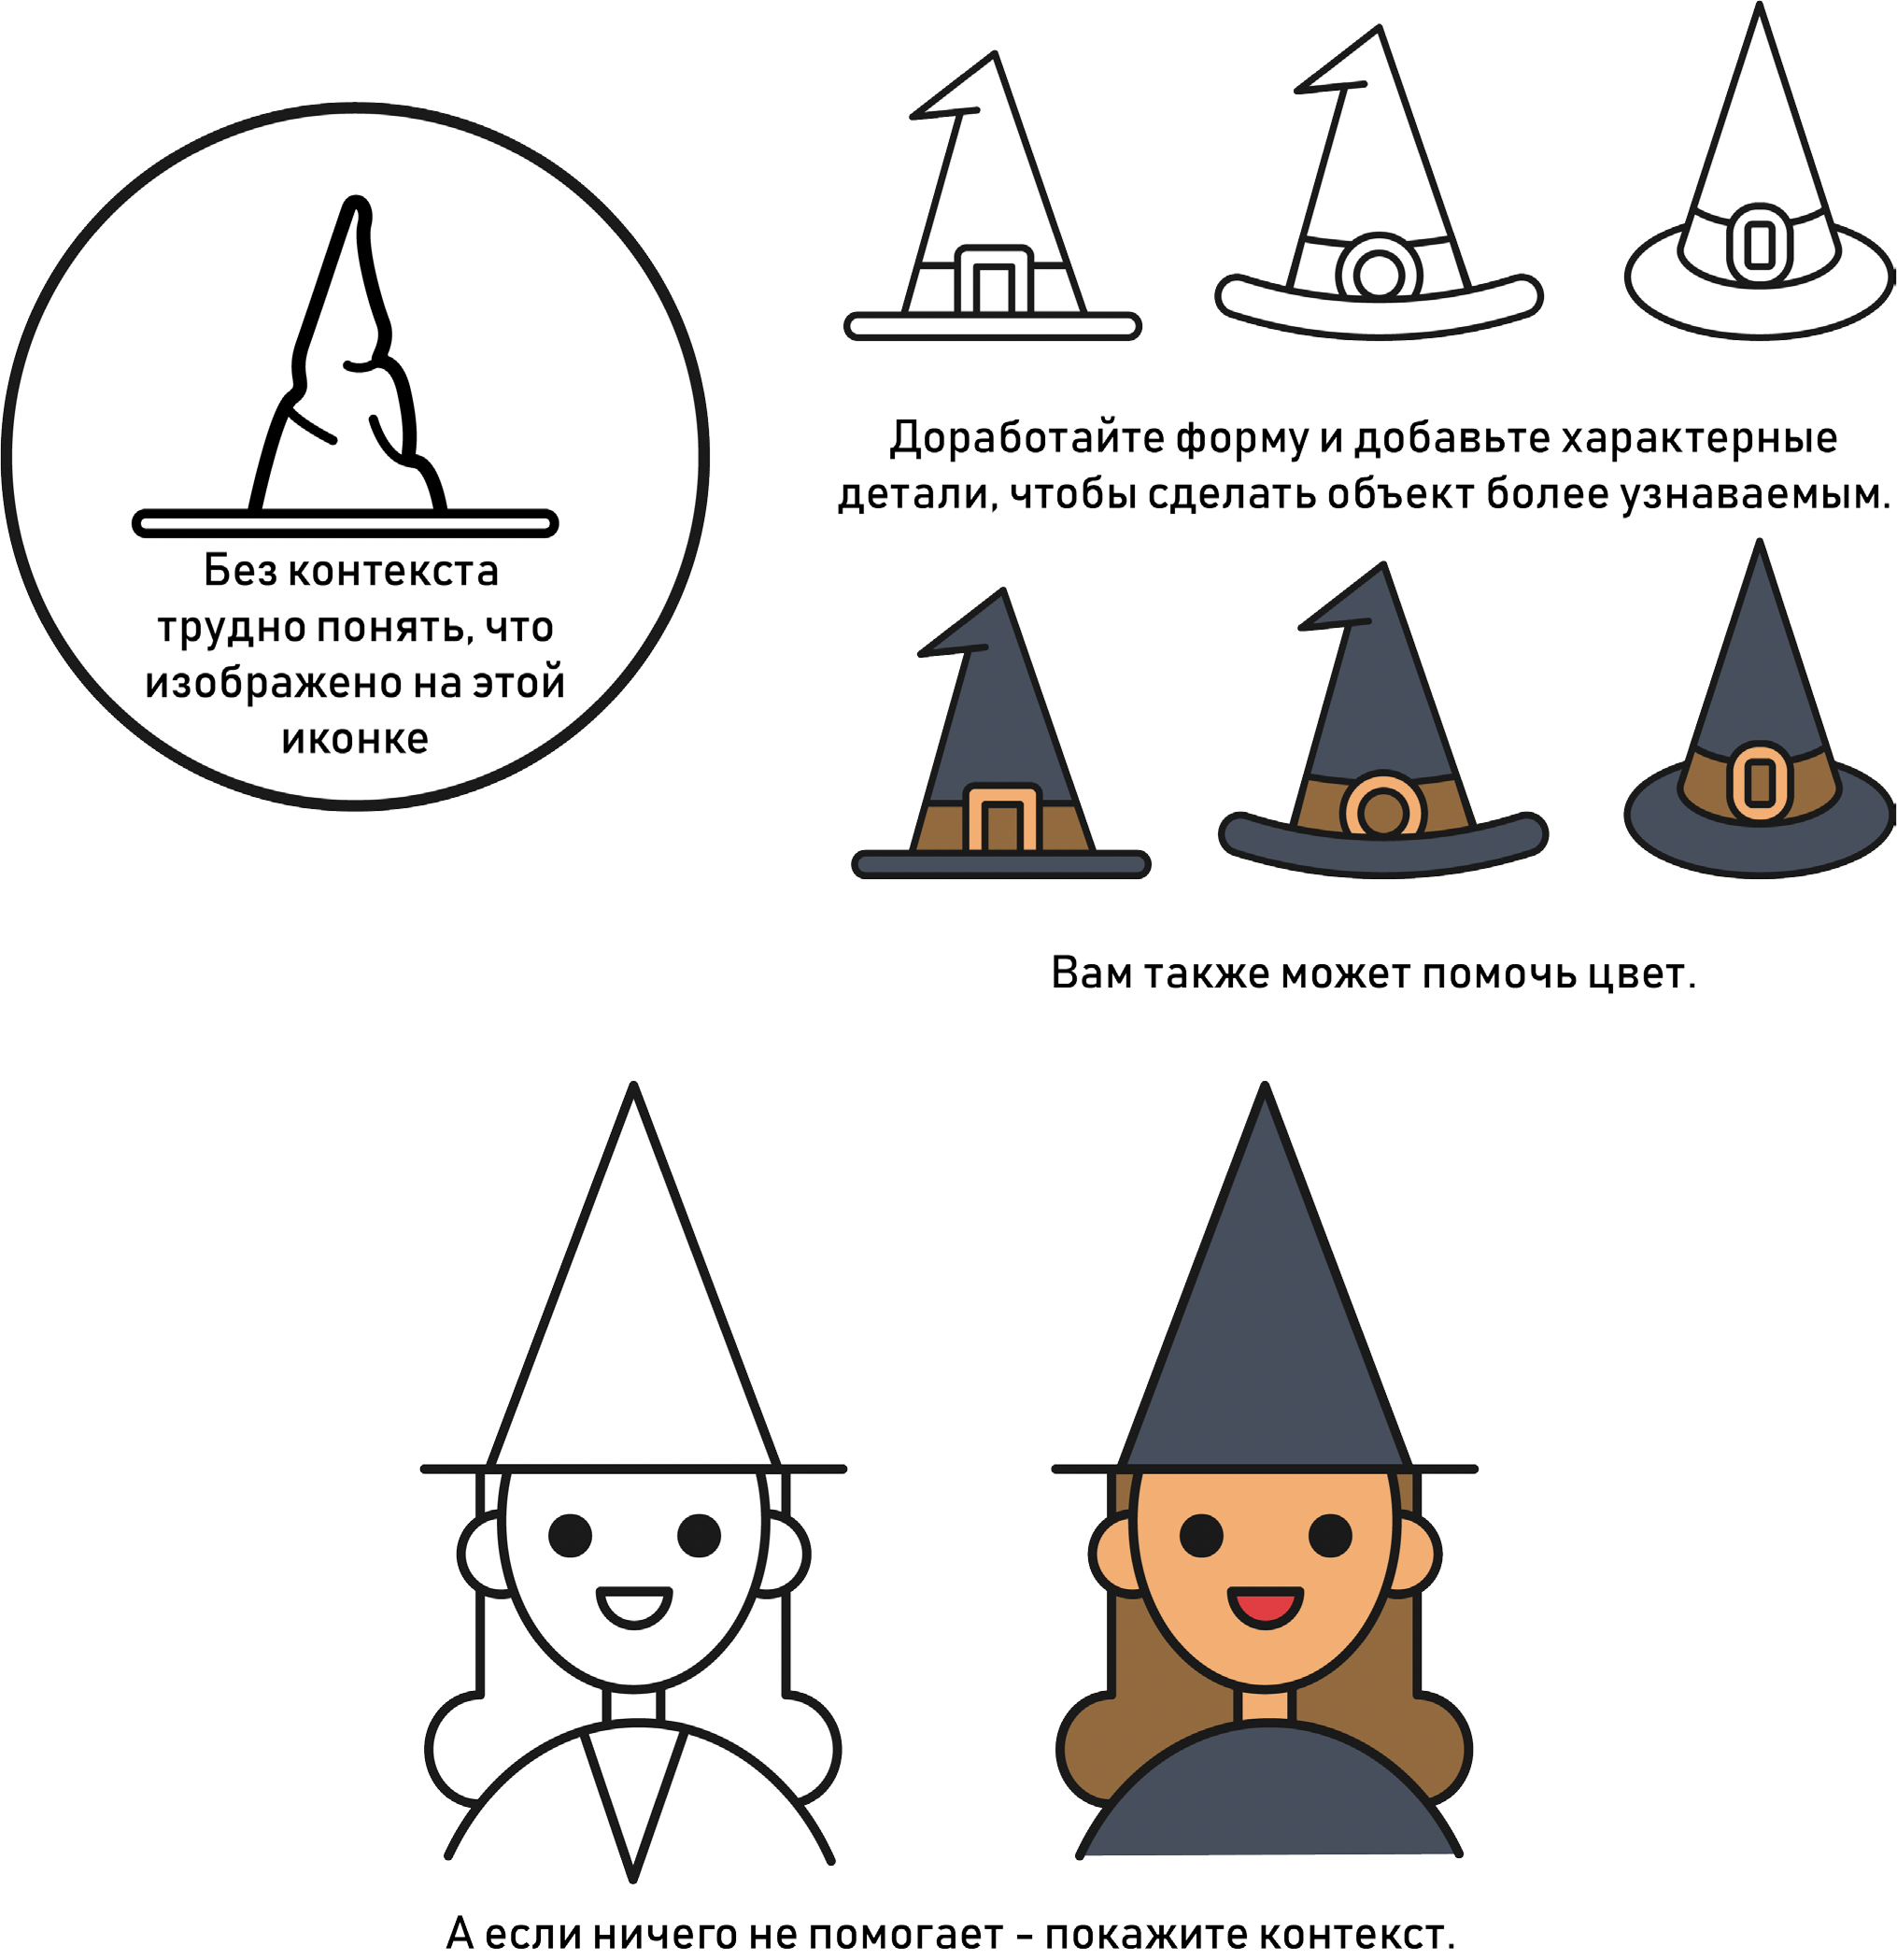 Без контекста
трудно понять, что
изображено на этой
иконке
Доработайте форму и добавьте характерные
детали, чтобы сделать объект более узнаваемым.
Вам также может помочь цвет.
А если ничего не помогает – покажите контекст.